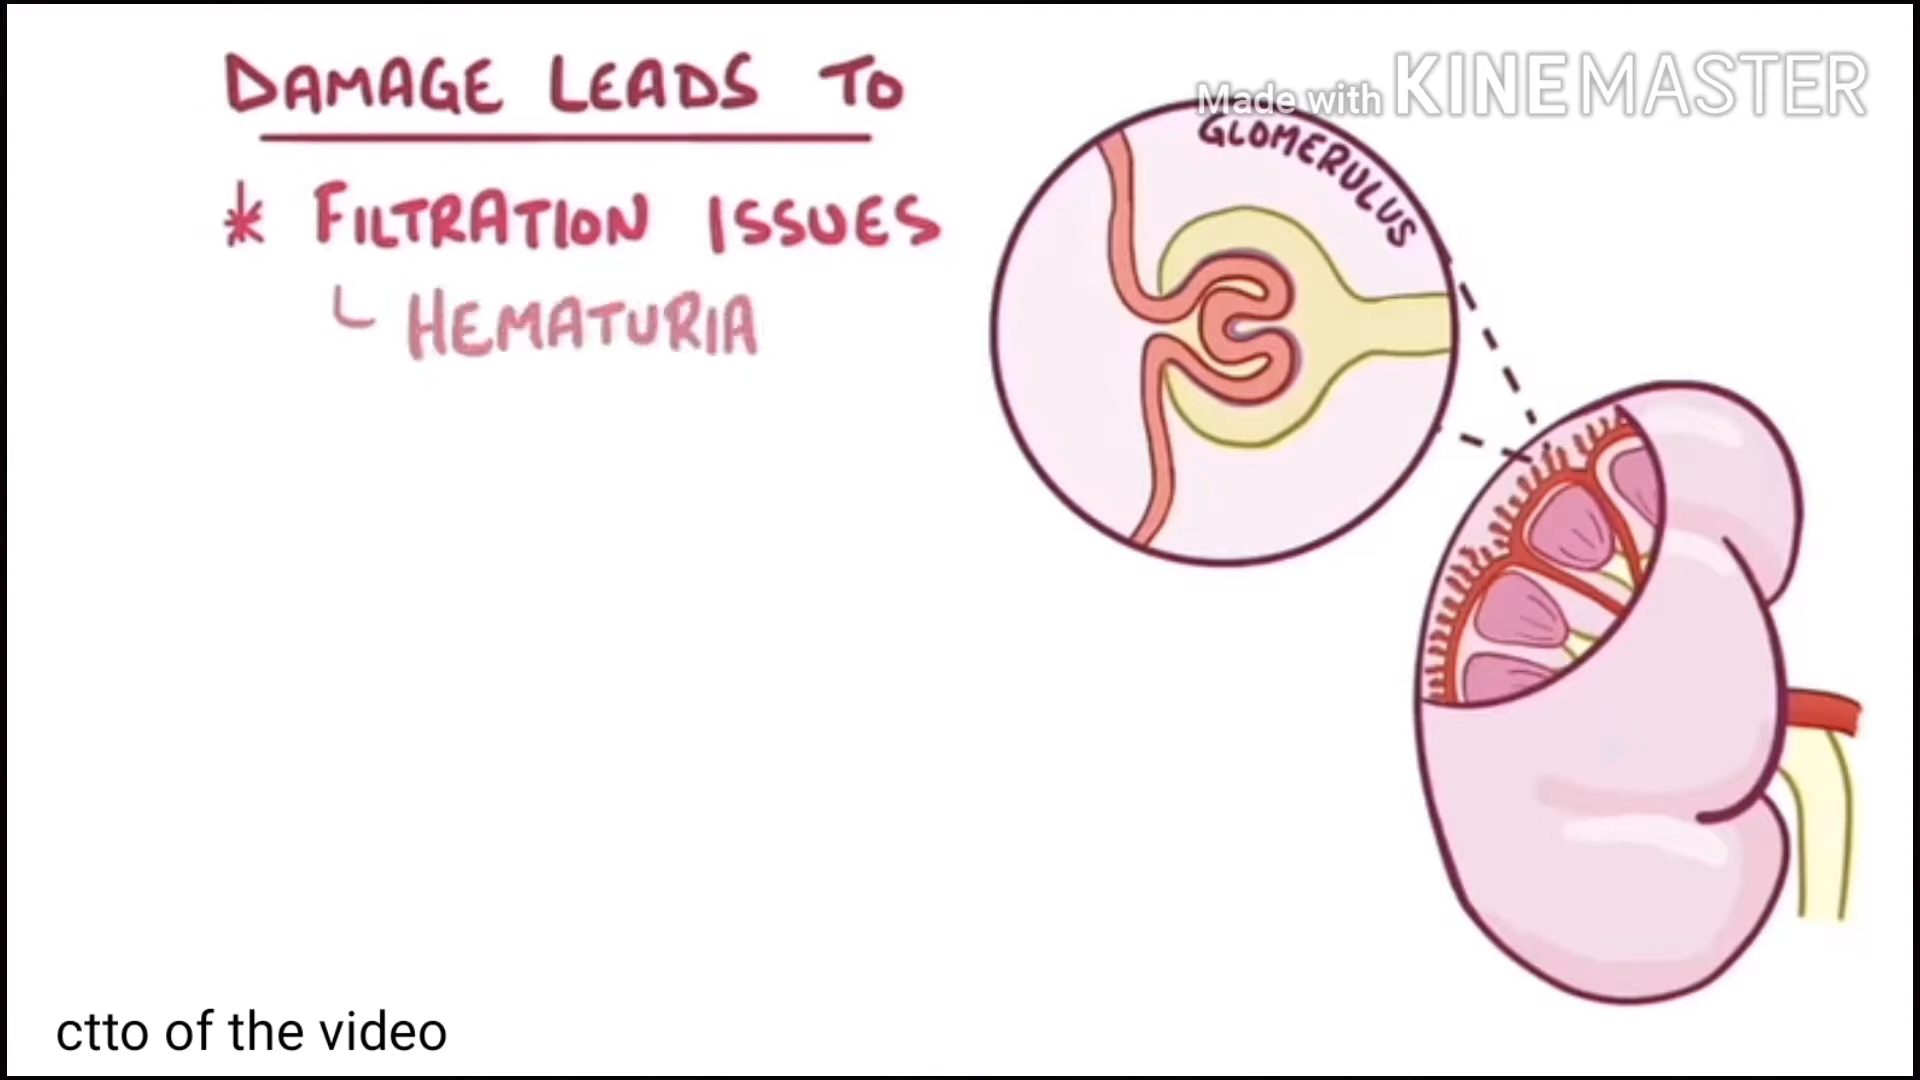 DAMAGE LEADS TO
* FILTRATION ISSUES
HEMATURIA
Made with KINEMASTER
GLOMERULUS
ctto of the video